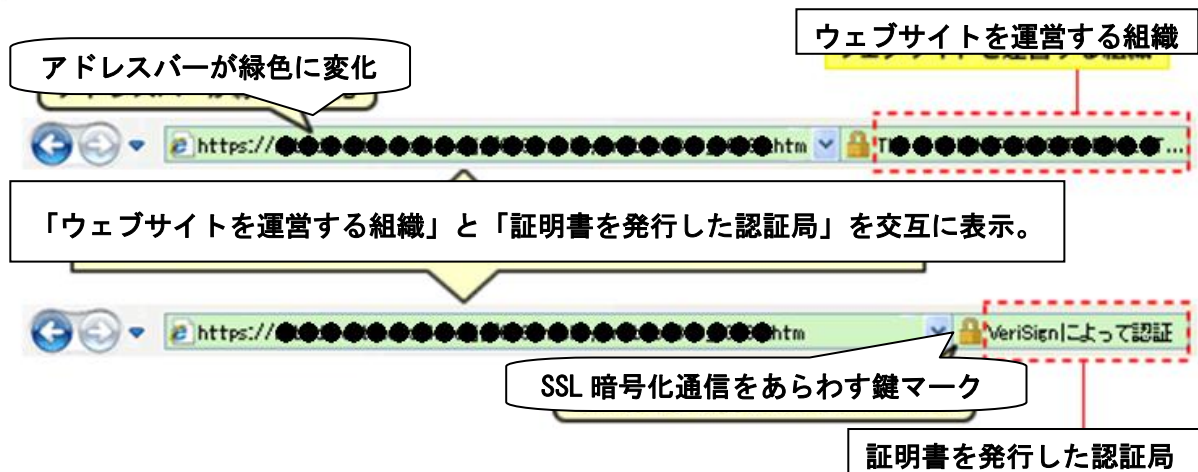 ウェブサイトを運営する組織
アドレスバーが緑色に変化
https:// htm T T...
「ウェブサイトを運営する組織」と「証明書を発行した認証局」を交互に表示。
https:// htm VeriSignによって認証
SSL 暗号化通信をあらわす鍵マーク
証明書を発行した認証局